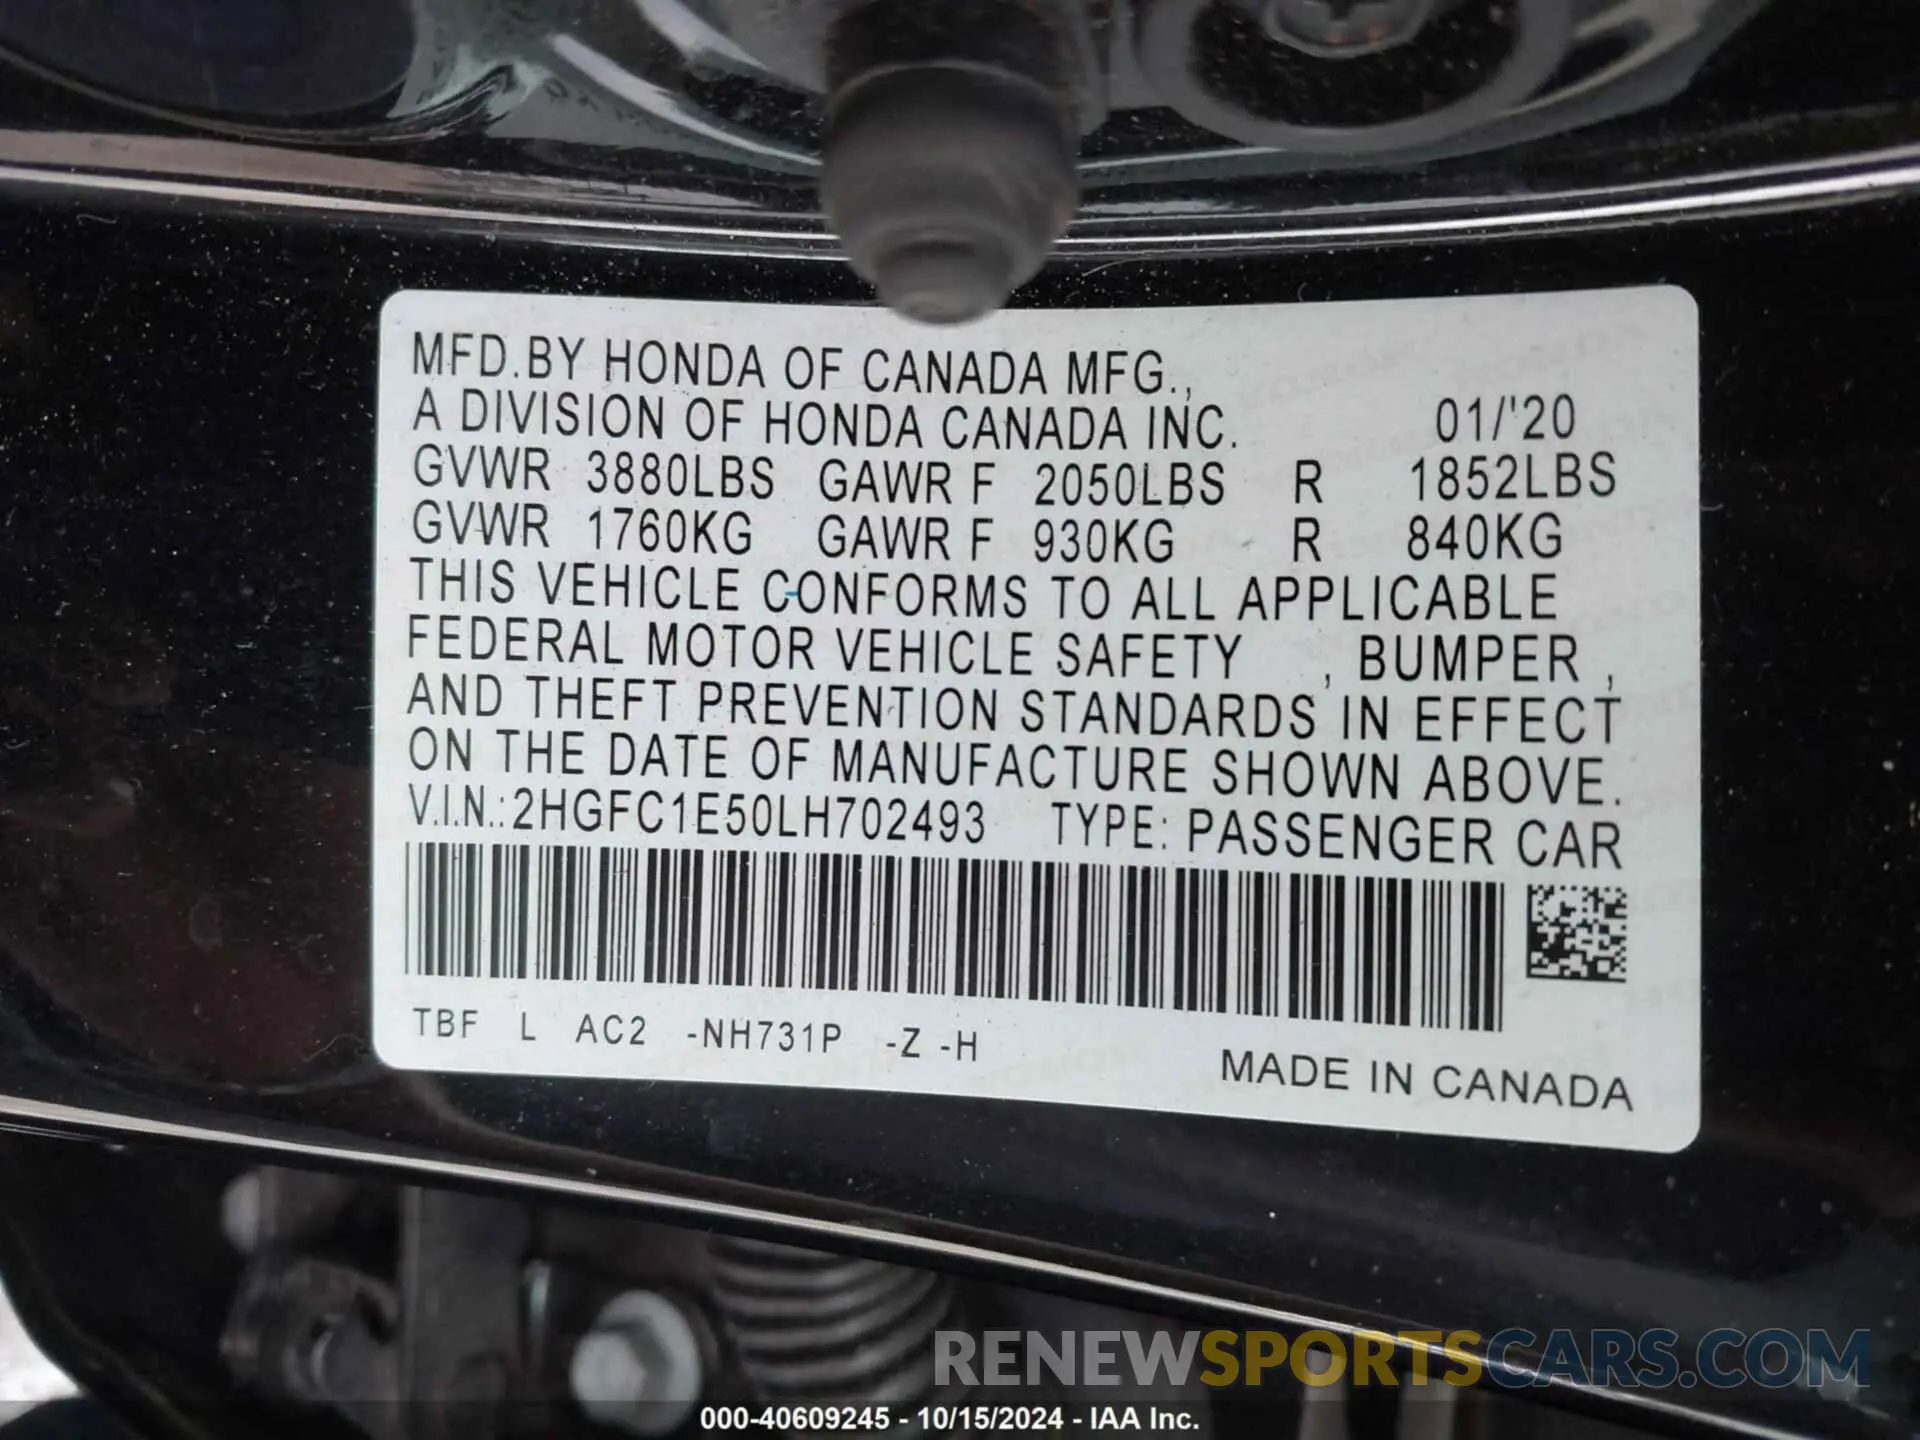 MFD.BY HONDA OF CANADA MFG.,
A DIVISION OF HONDA CANADA INC. 01/'20
GVWR 3880LBS GAWR F 2050LBS R 1852LBS
GVWR 1760KG GAWR F 930KG R 840KG
THIS VEHICLE CONFORMS TO ALL APPLICABLE
FEDERAL MOTOR VEHICLE SAFETY , BUMPER ,
AND THEFT PREVENTION STANDARDS IN EFFECT
ON THE DATE OF MANUFACTURE SHOWN ABOVE.
V.I.N.:2HGFC1E50LH702493 TYPE: PASSENGER CAR
TBF L AC2 -NH731P -Z -H
MADE IN CANADA
RENEWSPORTSCARS.COM
000-40609245 - 10/15/2024 - IAA Inc.